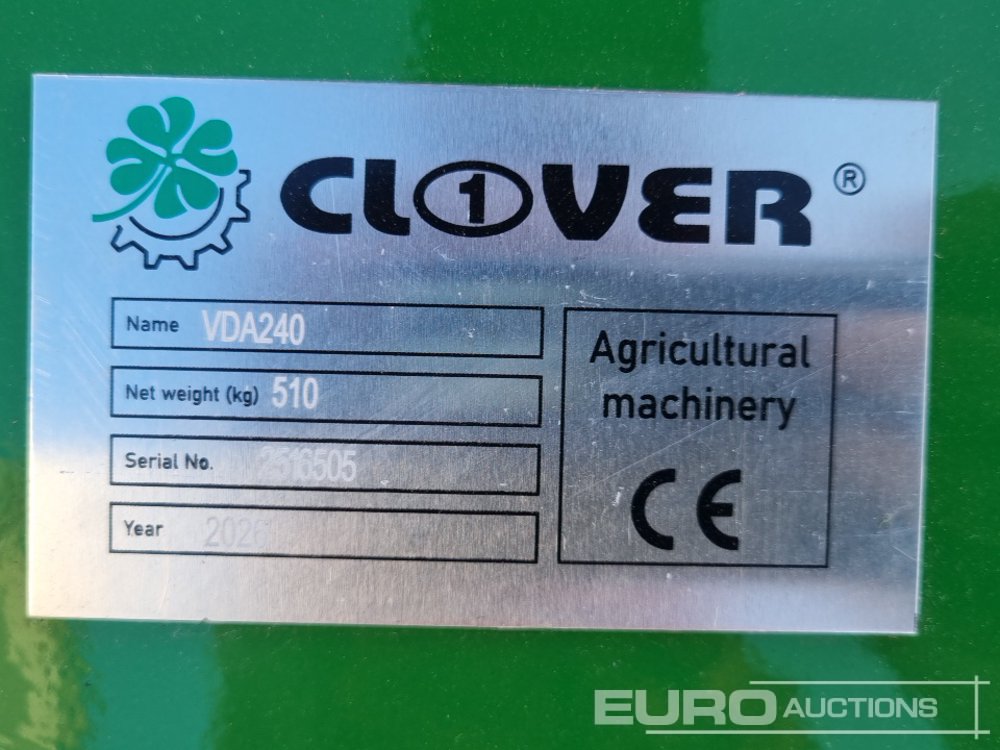 CL1VER ®
Name VDA240
Net weight (kg) 510
Serial No. 2516505
Year 2026
Agricultural
machinery
CE
EURO AUCTIONS